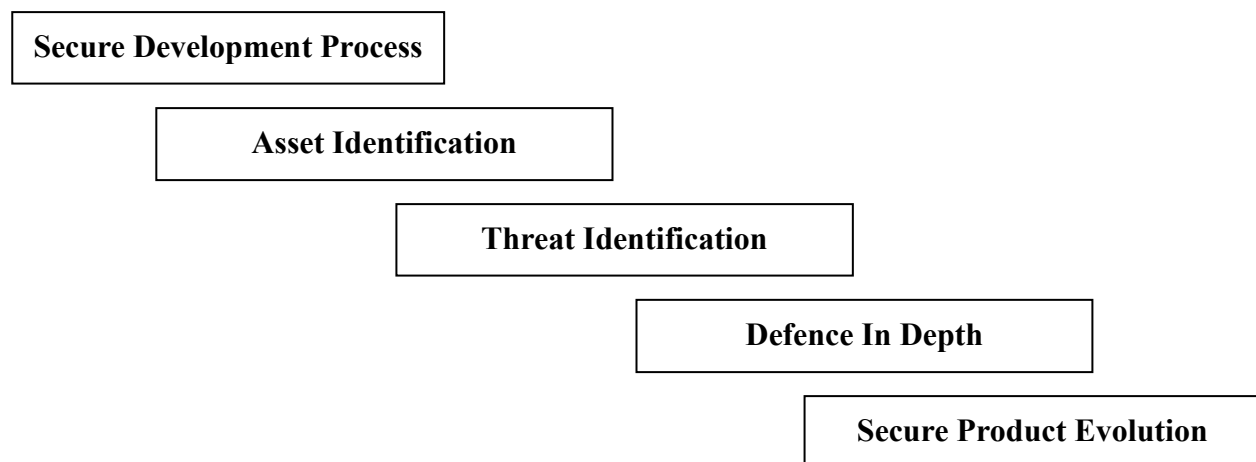 Secure Development Process
Asset Identification
Threat Identification
Defence In Depth
Secure Product Evolution